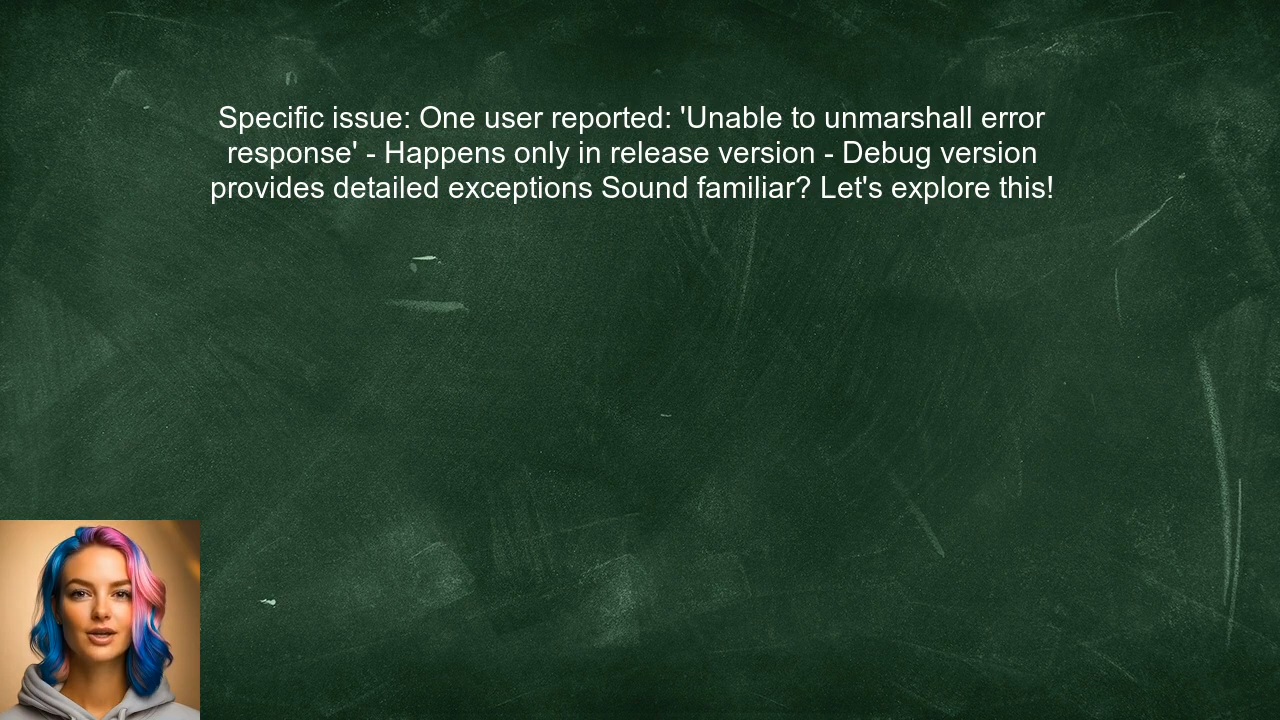 Specific issue: One user reported: 'Unable to unmarshall error
response' - Happens only in release version - Debug version
provides detailed exceptions Sound familiar? Let's explore this!